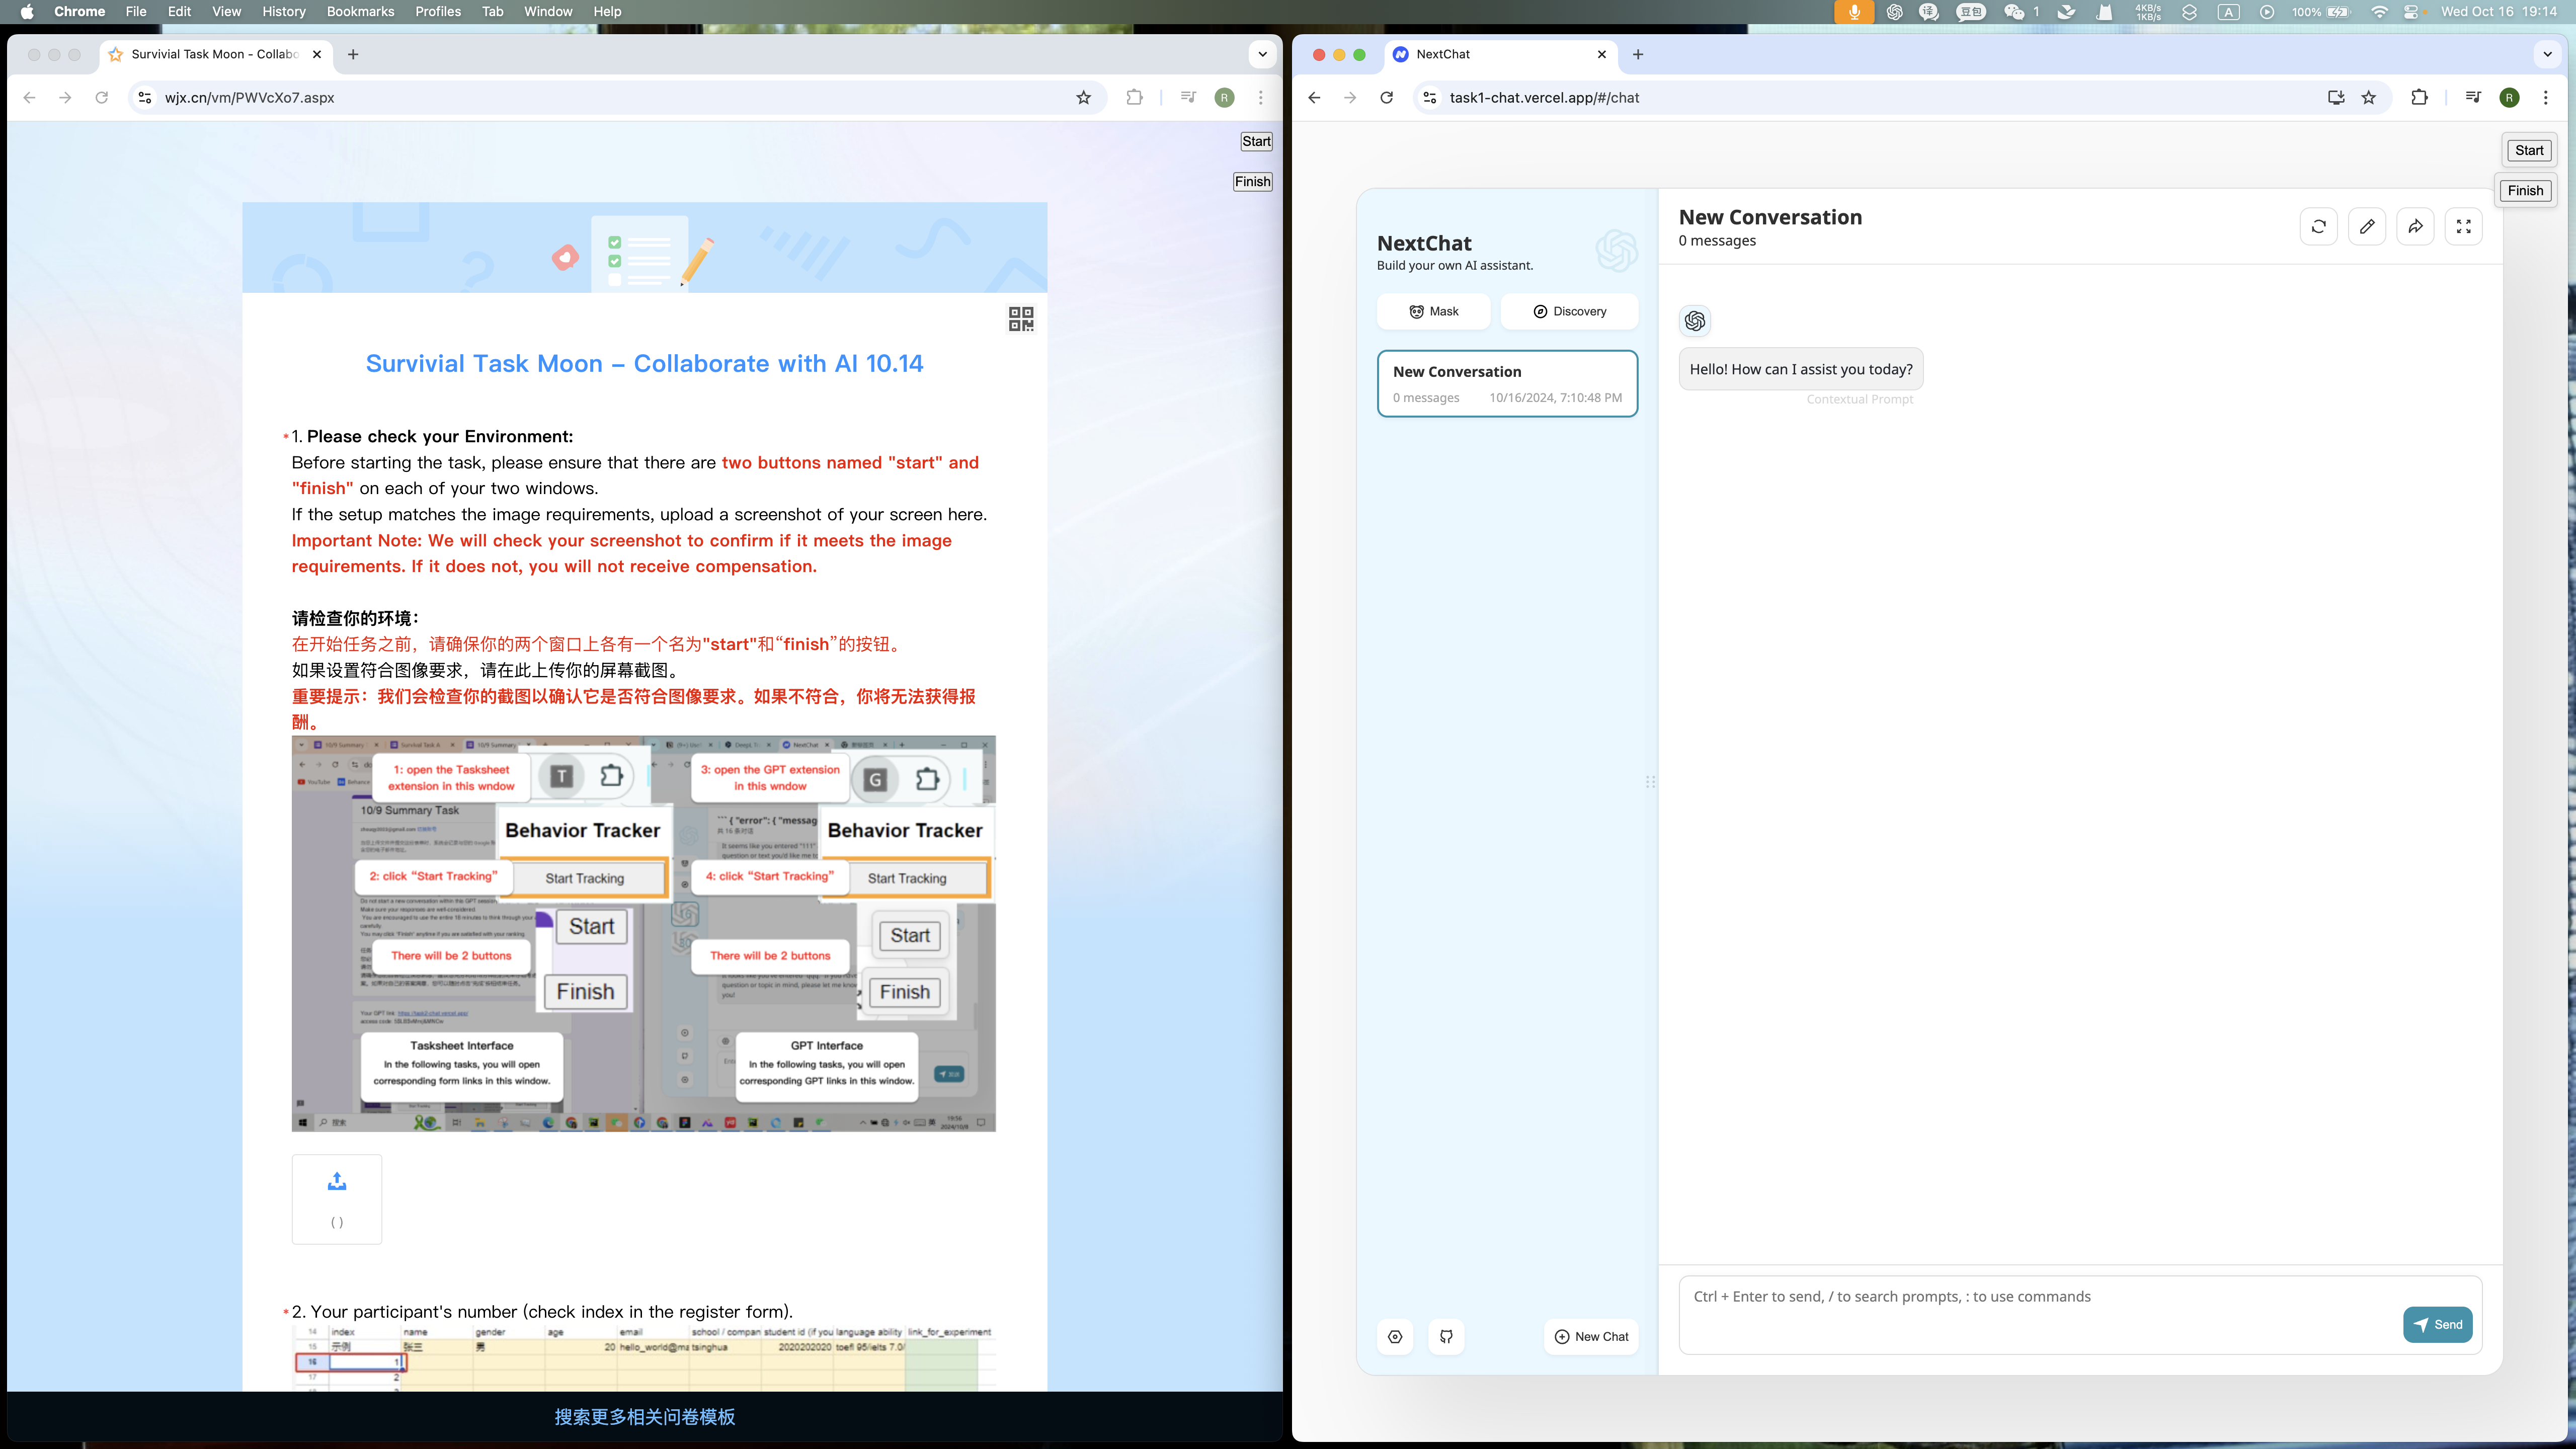 Chrome File Edit View History Bookmarks Profiles Tab Window Help
译 豆包 1 4KB/s 1KB/s A 100% Wed Oct 16 19:14
Survivial Task Moon - Collabo
wjx.cn/vm/PWVcXo7.aspx
R
Start
Finish
Survivial Task Moon – Collaborate with AI 10.14
*1. Please check your Environment:
Before starting the task, please ensure that there are two buttons named "start" and
"finish" on each of your two windows.
If the setup matches the image requirements, upload a screenshot of your screen here.
Important Note: We will check your screenshot to confirm if it meets the image
requirements. If it does not, you will not receive compensation.
请检查你的环境：
在开始任务之前，请确保你的两个窗口上各有一个名为"start"和“finish”的按钮。
如果设置符合图像要求，请在此上传你的屏幕截图。
重要提示：我们会检查你的截图以确认它是否符合图像要求。如果不符合，你将无法获得报
酬。
1: open the Tasksheet
extension in this wndow
T
3: open the GPT extension
in this wndow
G
10/9 Summary Task
Behavior Tracker
Behavior Tracker
2: click “Start Tracking”
Start Tracking
4: click “Start Tracking”
Start Tracking
Start
Start
There will be 2 buttons
There will be 2 buttons
Finish
Finish
Tasksheet Interface
In the following tasks, you will open
corresponding form links in this window.
GPT Interface
In the following tasks, you will open
corresponding GPT links in this window.
19:56
2024/10/8
( )
*2. Your participant's number (check index in the register form).
14 index name gender age email school / compan student id (if you language ability link_for_experiment
15 示例 张三 男 20 hello_world@ma tsinghua 2020202020 toefl 95/ielts 7.0/
16 1
17 2
搜索更多相关问卷模板
NextChat
task1-chat.vercel.app/#/chat
R
Start
Finish
NextChat
Build your own AI assistant.
Mask
Discovery
New Conversation
0 messages 10/16/2024, 7:10:48 PM
New Chat
New Conversation
0 messages
Hello! How can I assist you today?
Contextual Prompt
Ctrl + Enter to send, / to search prompts, : to use commands
Send